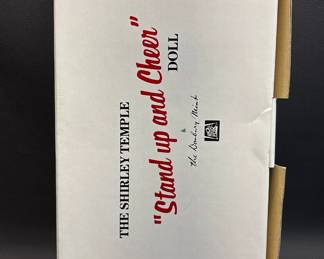 THE SHIRLEY TEMPLE
"Stand up and Cheer"
DOLL
&
The Danbury Mint